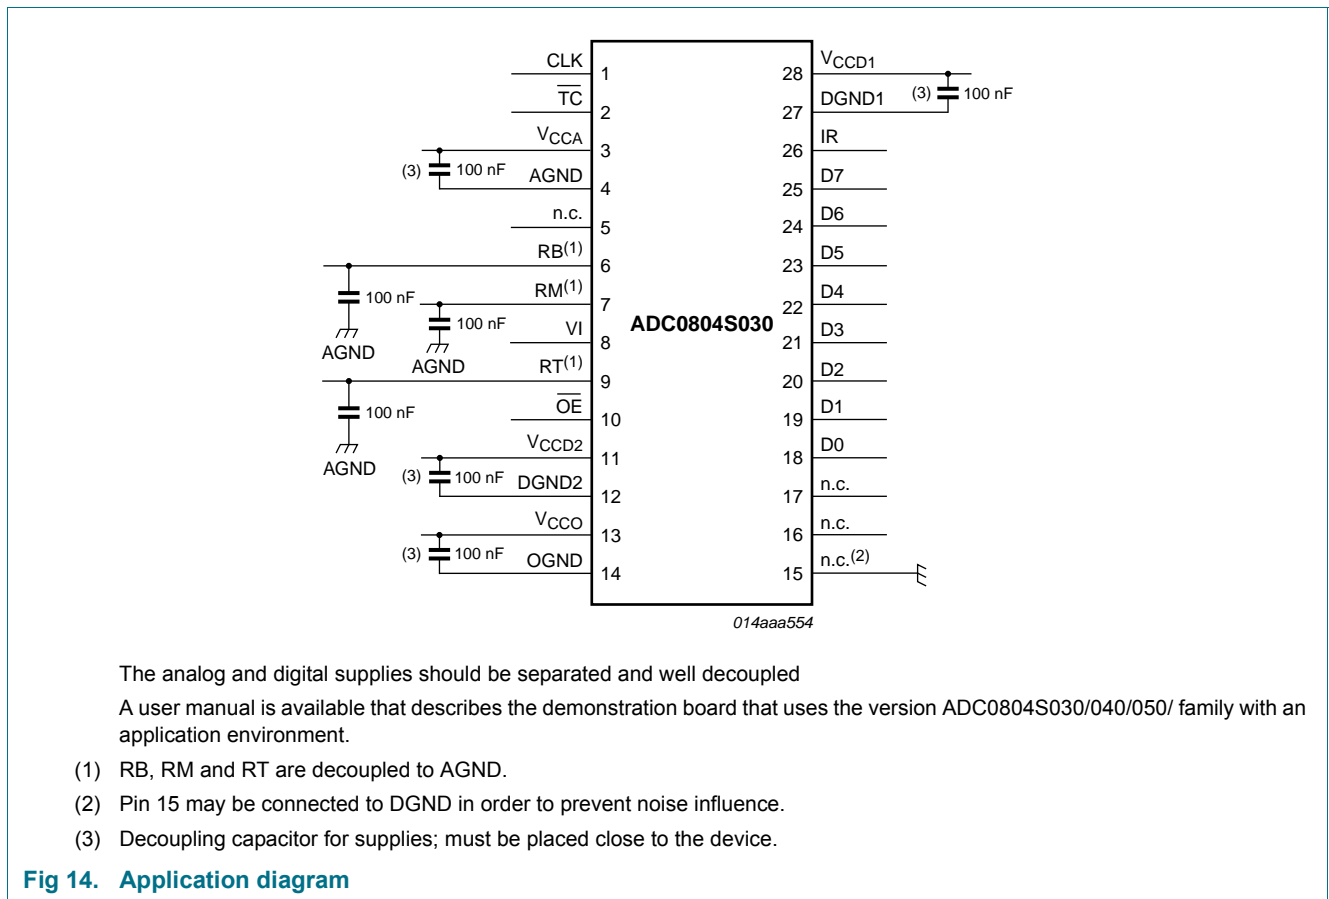 CLK 1 28 VCCD1
TC 2 27 DGND1 (3) 100 nF
VCCA 3 26 IR
(3) 100 nF AGND 4 25 D7
n.c. 5 24 D6
RB(1) 6 23 D5
100 nF RM(1) 7 22 D4
AGND 100 nF VI 8 ADC0804S030 21 D3
AGND RT(1) 9 20 D2
100 nF OE 10 19 D1
AGND VCCD2 11 18 D0
(3) 100 nF DGND2 12 17 n.c.
VCCO 13 16 n.c.
(3) 100 nF OGND 14 15 n.c.(2)
014aaa554
The analog and digital supplies should be separated and well decoupled
A user manual is available that describes the demonstration board that uses the version ADC0804S030/040/050/ family with an
application environment.
(1) RB, RM and RT are decoupled to AGND.
(2) Pin 15 may be connected to DGND in order to prevent noise influence.
(3) Decoupling capacitor for supplies; must be placed close to the device.
Fig 14. Application diagram